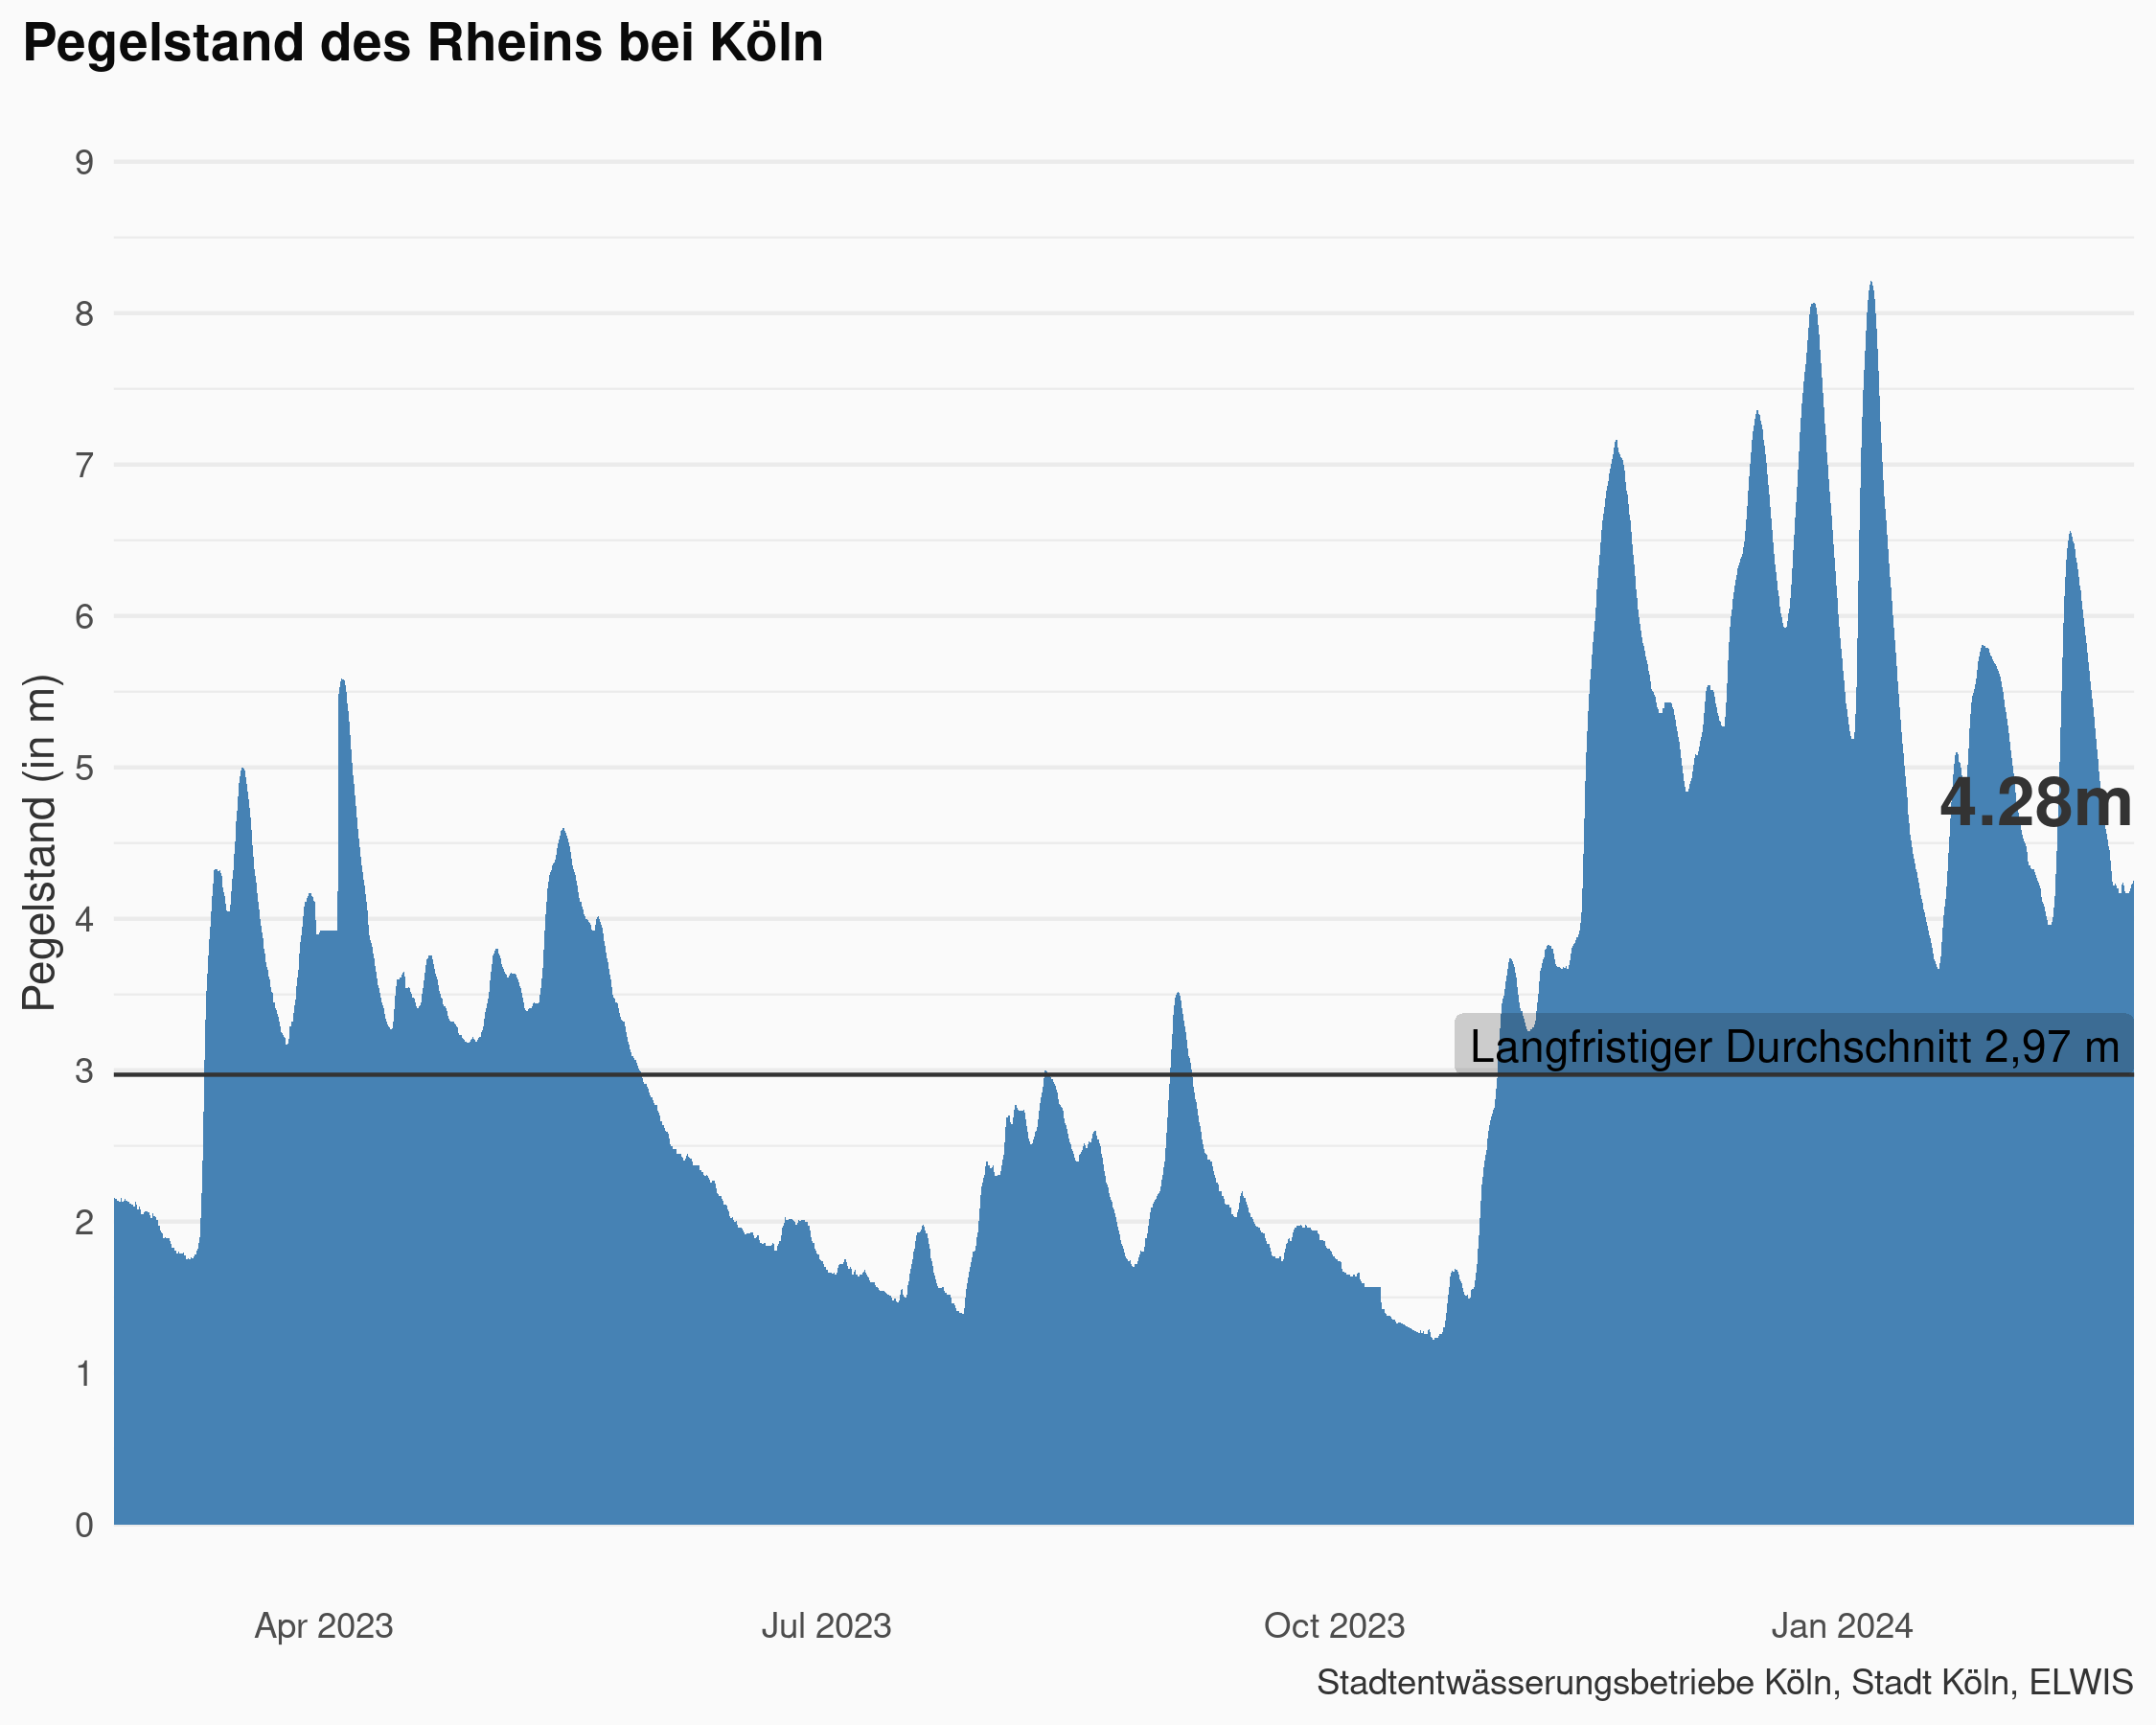 Pegelstand des Rheins bei Köln
Pegelstand (in m)
9
8
7
6
5
4
3
2
1
0
4.28m
Langfristiger Durchschnitt 2,97 m
Apr 2023
Jul 2023
Oct 2023
Jan 2024
Stadtentwässerungsbetriebe Köln, Stadt Köln, ELWIS